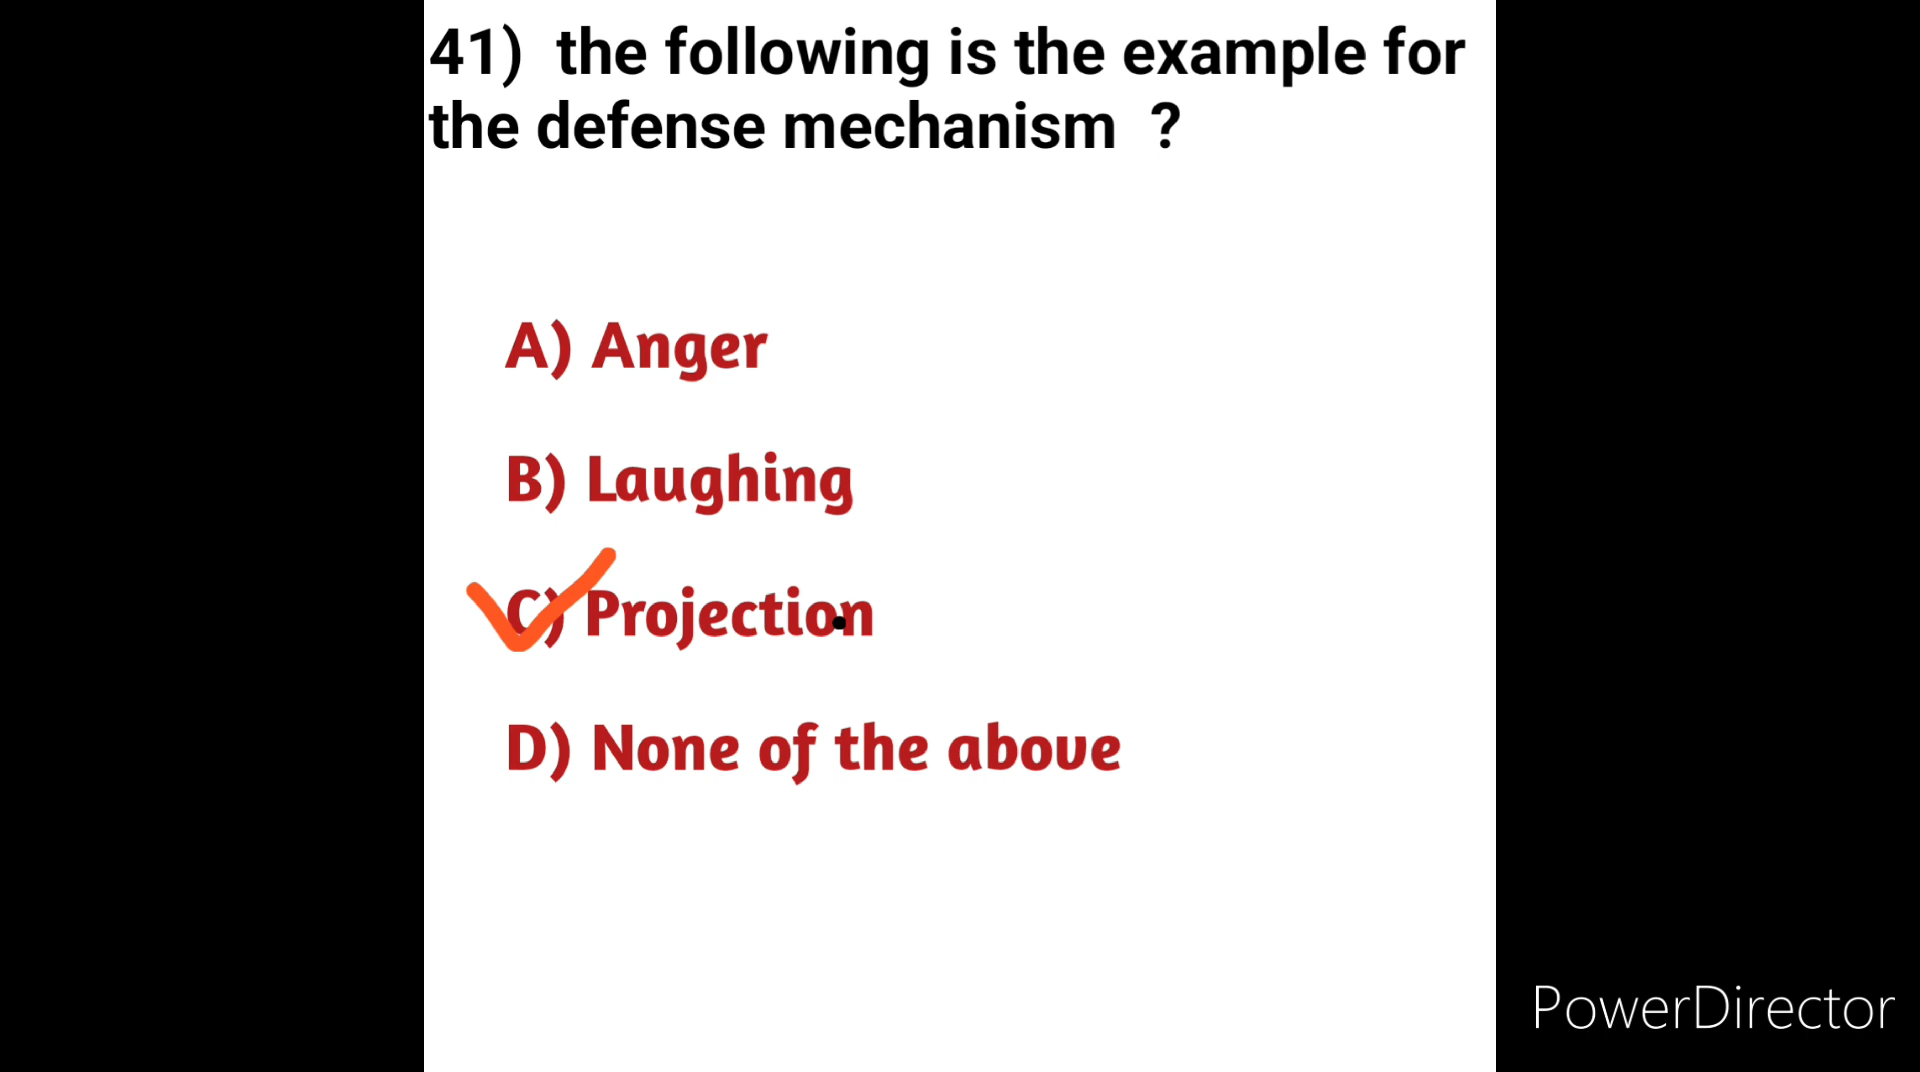 41) the following is the example for
the defense mechanism ?
A) Anger
B) Laughing
C) Projection
D) None of the above
PowerDirector